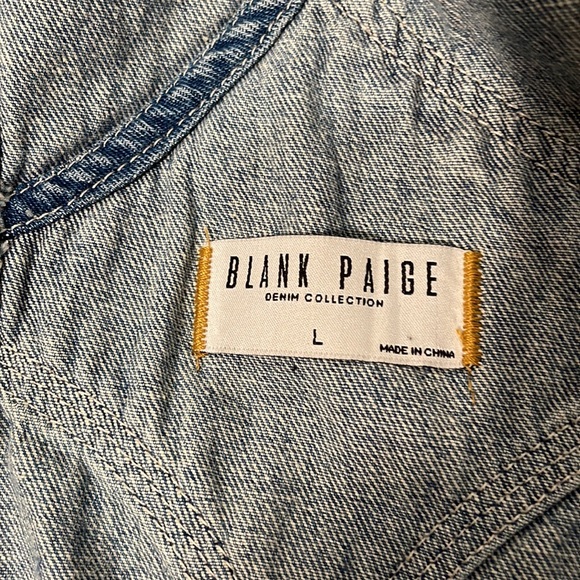 BLANK PAIGE
DENIM COLLECTION
L
MADE IN CHINA